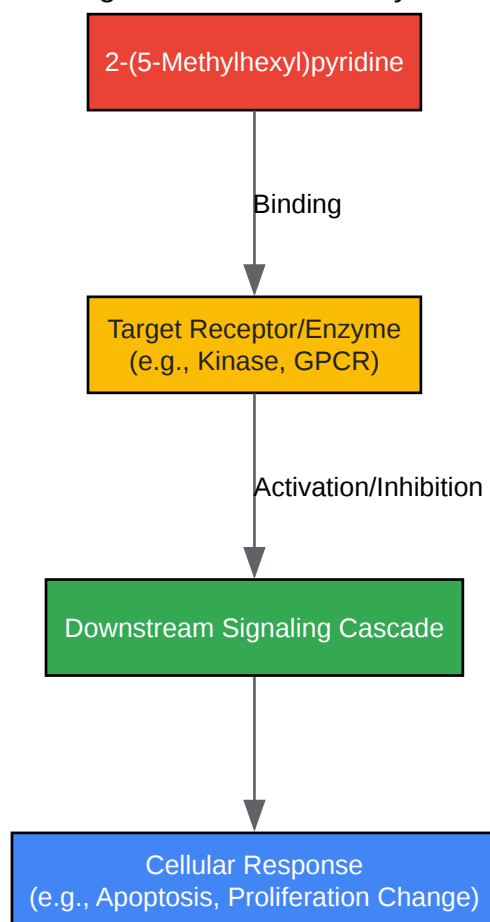 2-(5-Methylhexyl)pyridine
Binding
Target Receptor/Enzyme
(e.g., Kinase, GPCR)
Activation/Inhibition
Downstream Signaling Cascade
Cellular Response
(e.g., Apoptosis, Proliferation Change)